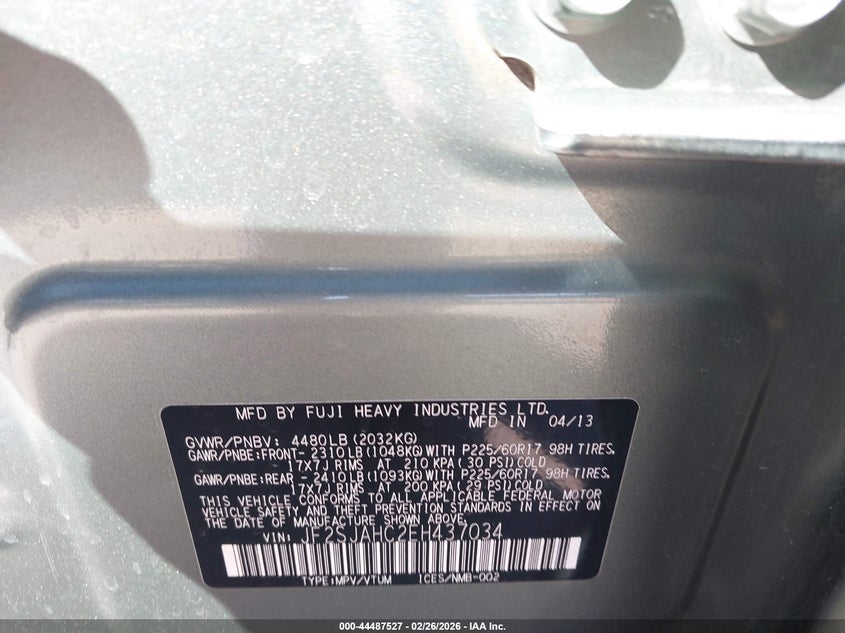 MFD BY FUJI HEAVY INDUSTRIES LTD.
MFD IN 04/13
GVWR/PNBV: 4480LB(2032KG)
GAWR/PNBE:FRONT- 2310LB(1048KG)WITH P225/60R17 98H TIRES,
17X7J RIMS AT 210 KPA(30 PSI)COLD
GAWR/PNBE:REAR - 2410LB(1093KG)WITH P225/60R17 98H TIRES,
17X7J RIMS AT 200KPA(29 PSI)COLD
THIS VEHICLE CONFORMS TO ALL APPLICABLE FEDERAL MOTOR
VEHICLE SAFETY AND THEFT PREVENTION STANDARDS IN EFFECT ON
THE DATE OF MANUFACTURE SHOWN ABOVE.
VIN: JF2SJAHC2EH437034
TYPE:MPV/VTUM ICES/NMB-002
000-44487527 - 02/26/2026 - IAA Inc.